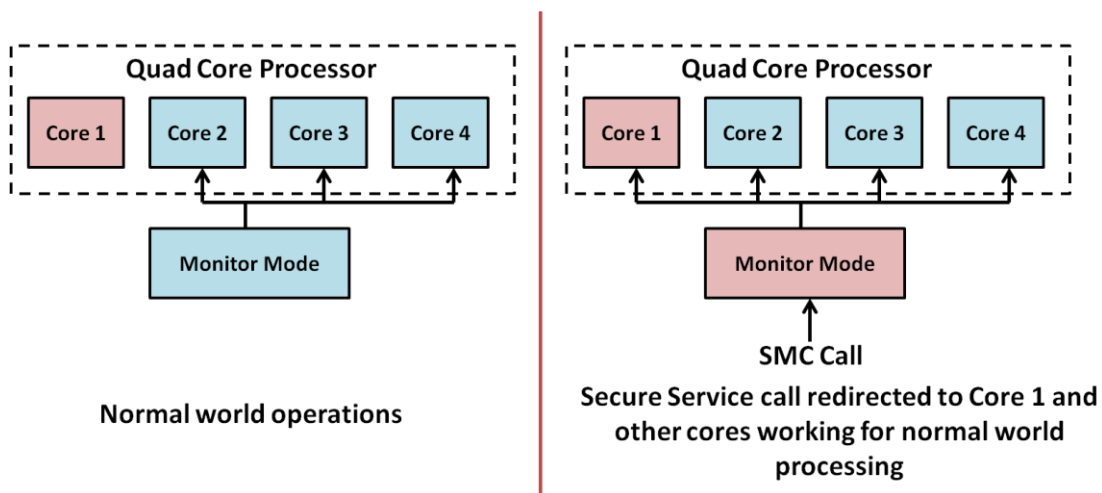 Quad Core Processor
Core 1
Core 2
Core 3
Core 4
Monitor Mode
Normal world operations
Quad Core Processor
Core 1
Core 2
Core 3
Core 4
Monitor Mode
SMC Call
Secure Service call redirected to Core 1 and
other cores working for normal world
processing